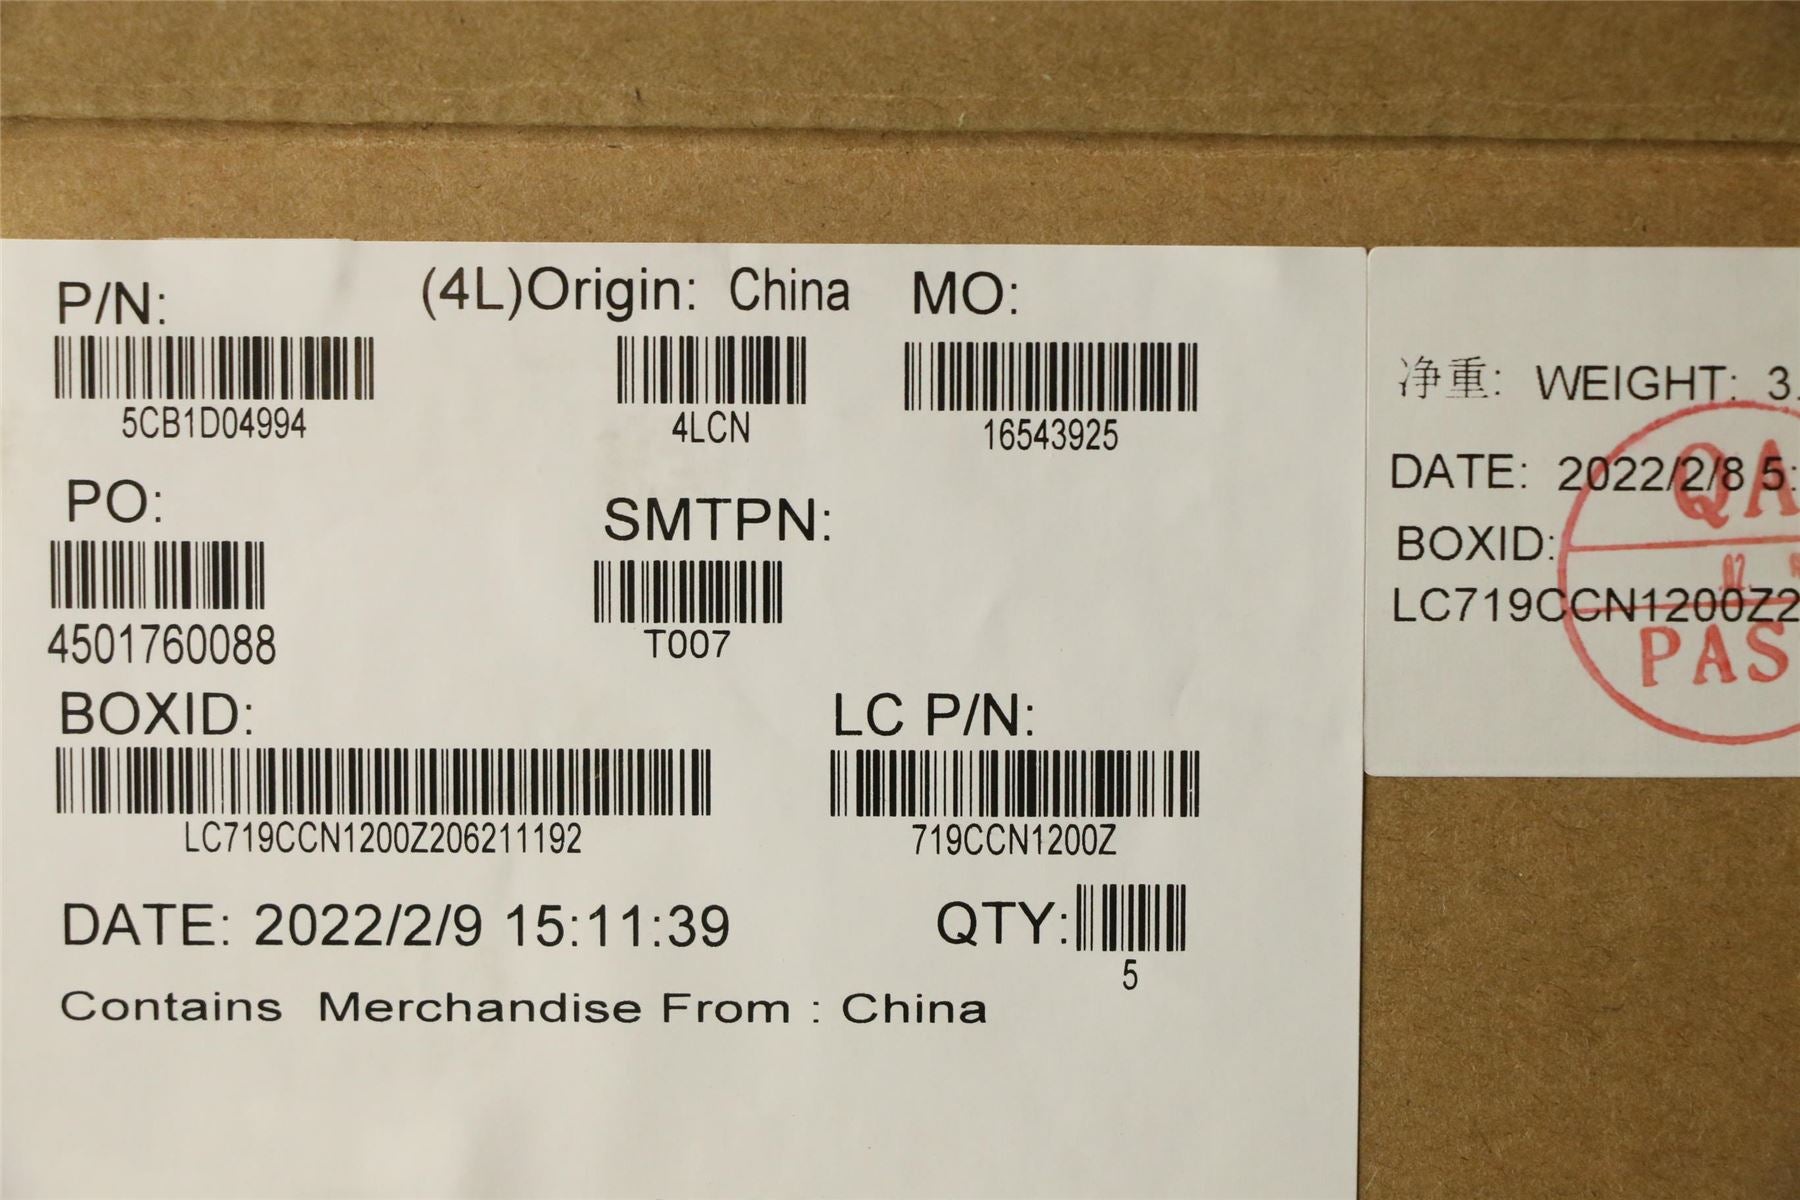 P/N:
(4L)Origin: China
MO:
5CB1D04994
4LCN
16543925
PO:
SMTPN:
4501760088
T007
BOXID:
LC P/N:
LC719CCN1200Z206211192
719CCN1200Z
DATE: 2022/2/9 15:11:39
QTY:
5
Contains Merchandise From : China
净重: WEIGHT: 3.
DATE: 2022/2/8 5:
BOXID:
LC719CCN1200Z2
QA
02.
PAS